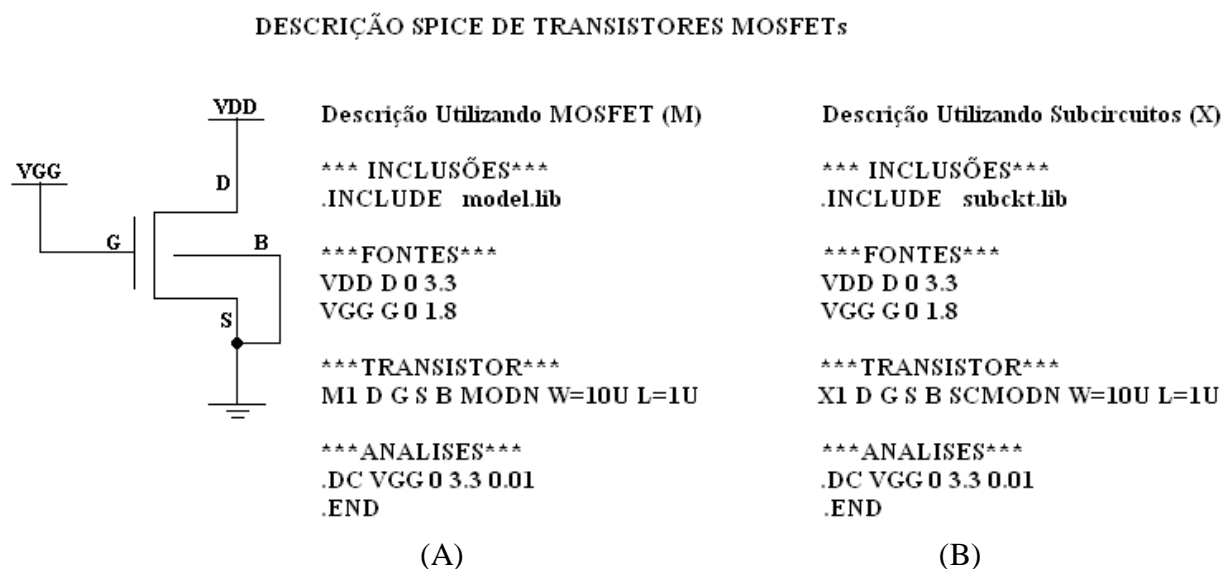 DESCRIÇÃO SPICE DE TRANSISTORES MOSFETs
VDD
VGG
D
G
B
S
Descrição Utilizando MOSFET (M)
*** INCLUSÕES***
.INCLUDE model.lib
***FONTES***
VDD D 0 3.3
VGG G 0 1.8
***TRANSISTOR***
M1 D G S B MODN W=10U L=1U
***ANALISES***
.DC VGG 0 3.3 0.01
.END
(A)
Descrição Utilizando Subcircuitos (X)
*** INCLUSÕES***
.INCLUDE subckt.lib
***FONTES***
VDD D 0 3.3
VGG G 0 1.8
***TRANSISTOR***
X1 D G S B SCMODN W=10U L=1U
***ANALISES***
.DC VGG 0 3.3 0.01
.END
(B)